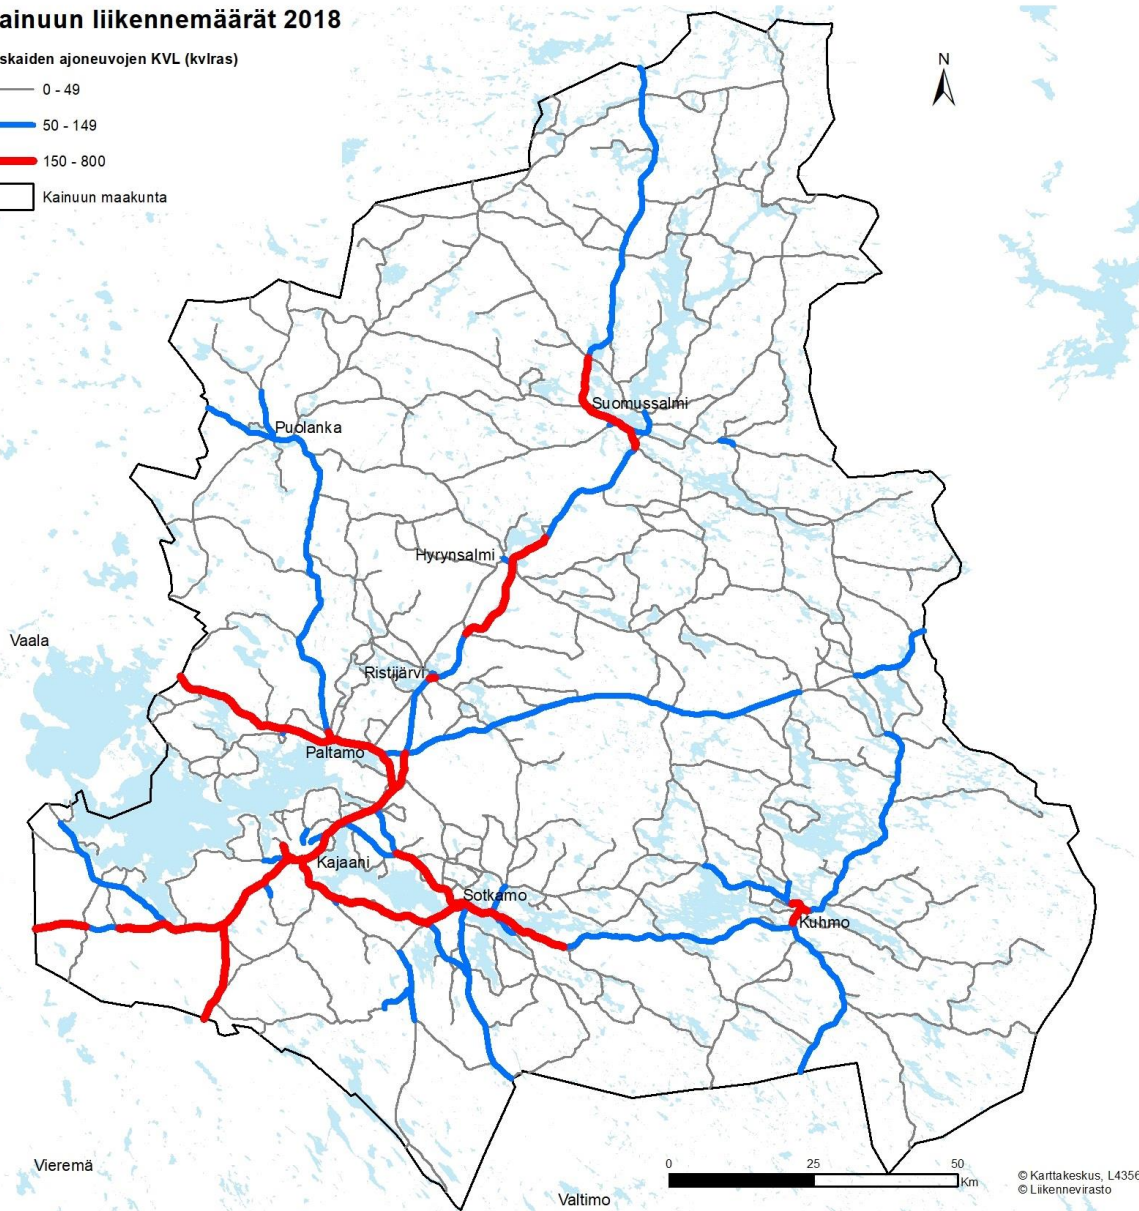 ainuun liikennemäärät 2018
skaiden ajoneuvojen KVL (kvlras)
0 - 49
50 - 149
150 - 800
Kainuun maakunta
N
Suomussalmi
Puolanka
Hyrynsalmi
Vaala
Ristijärvi
Paltamo
Kajaani
Sotkamo
Kuhmo
Vieremä
Valtimo
0 25 50
Km
© Karttakeskus, L4356
© Liikennevirasto